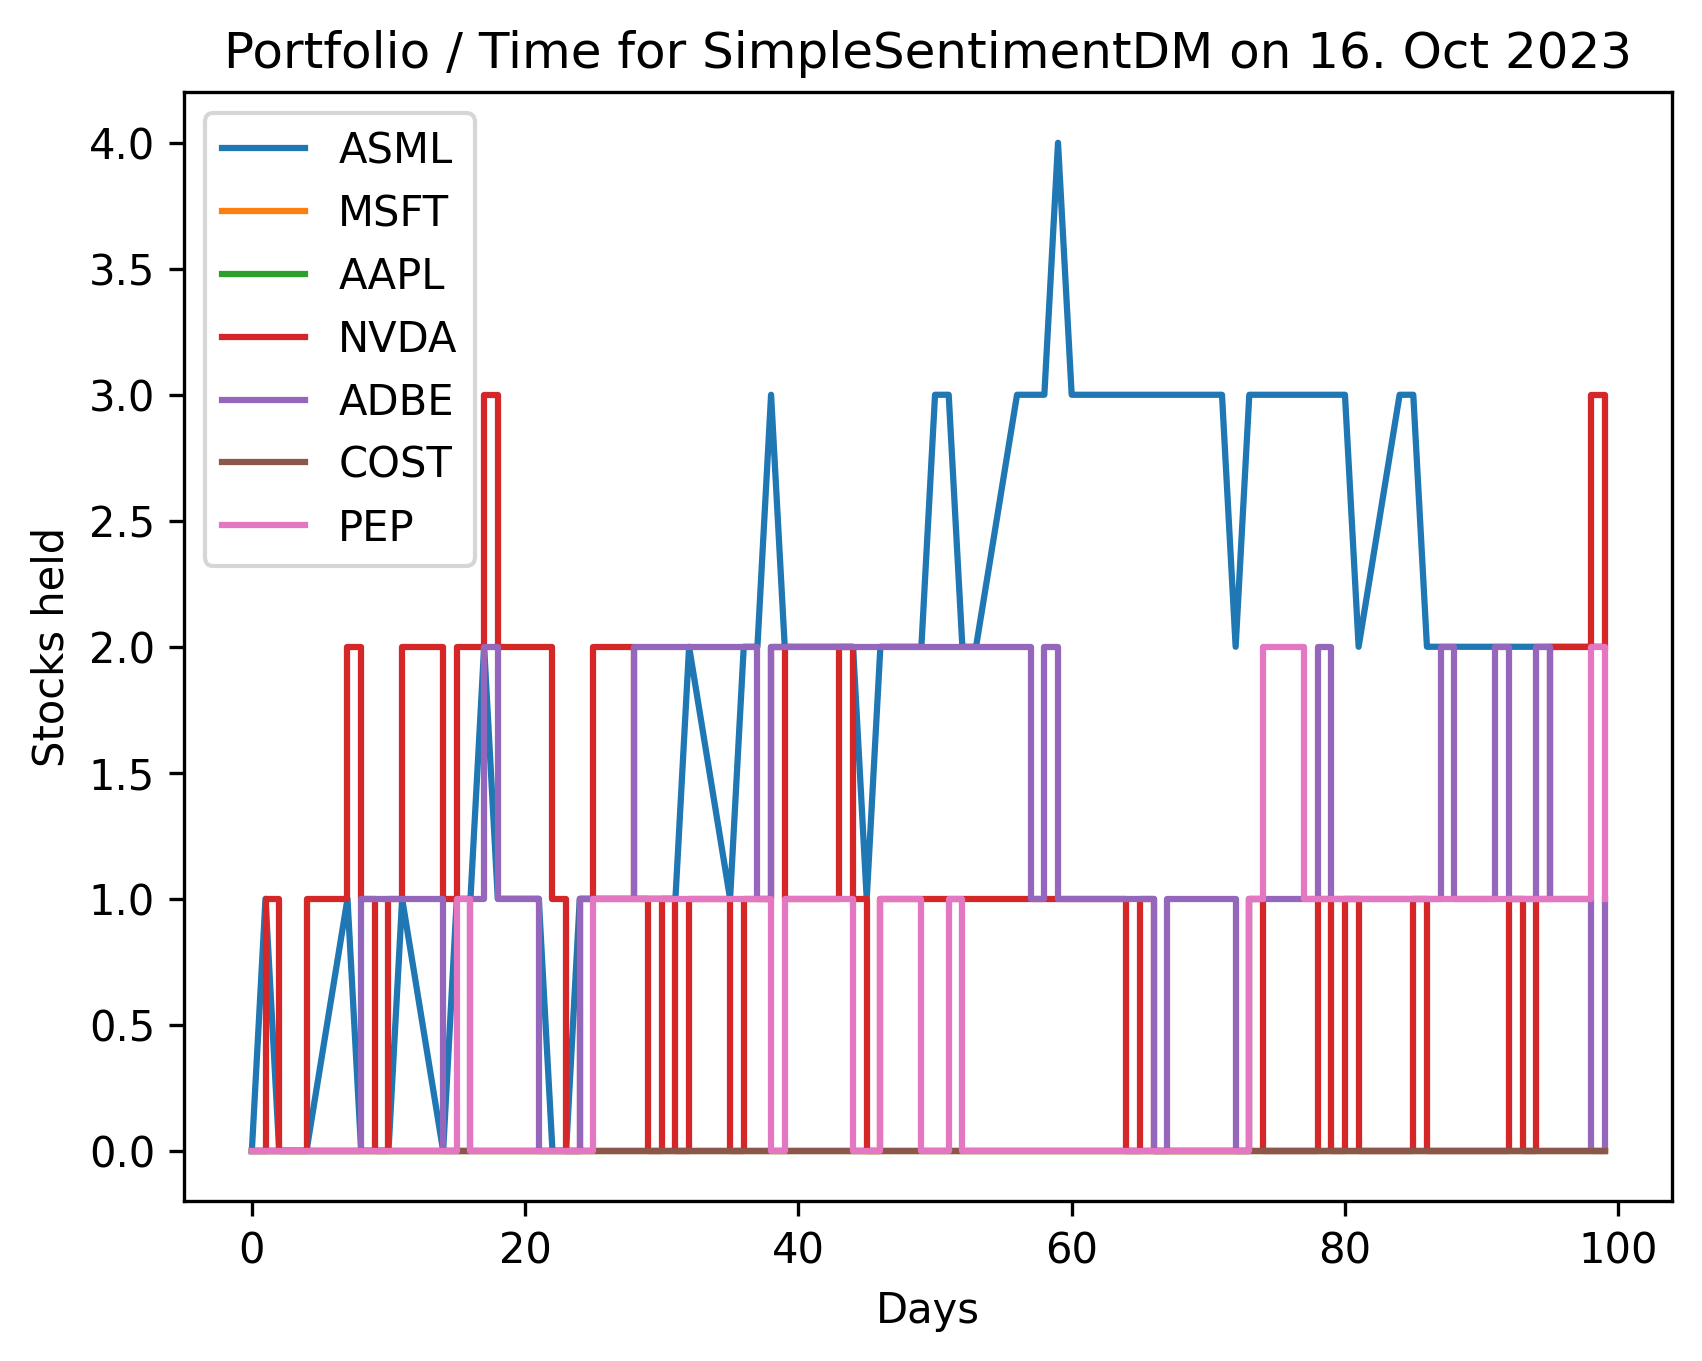 Portfolio / Time for SimpleSentimentDM on 16. Oct 2023
4.0
3.5
3.0
2.5
2.0
1.5
1.0
0.5
0.0
Stocks held
ASML
MSFT
AAPL
NVDA
ADBE
COST
PEP
0 20 40 60 80 100
Days